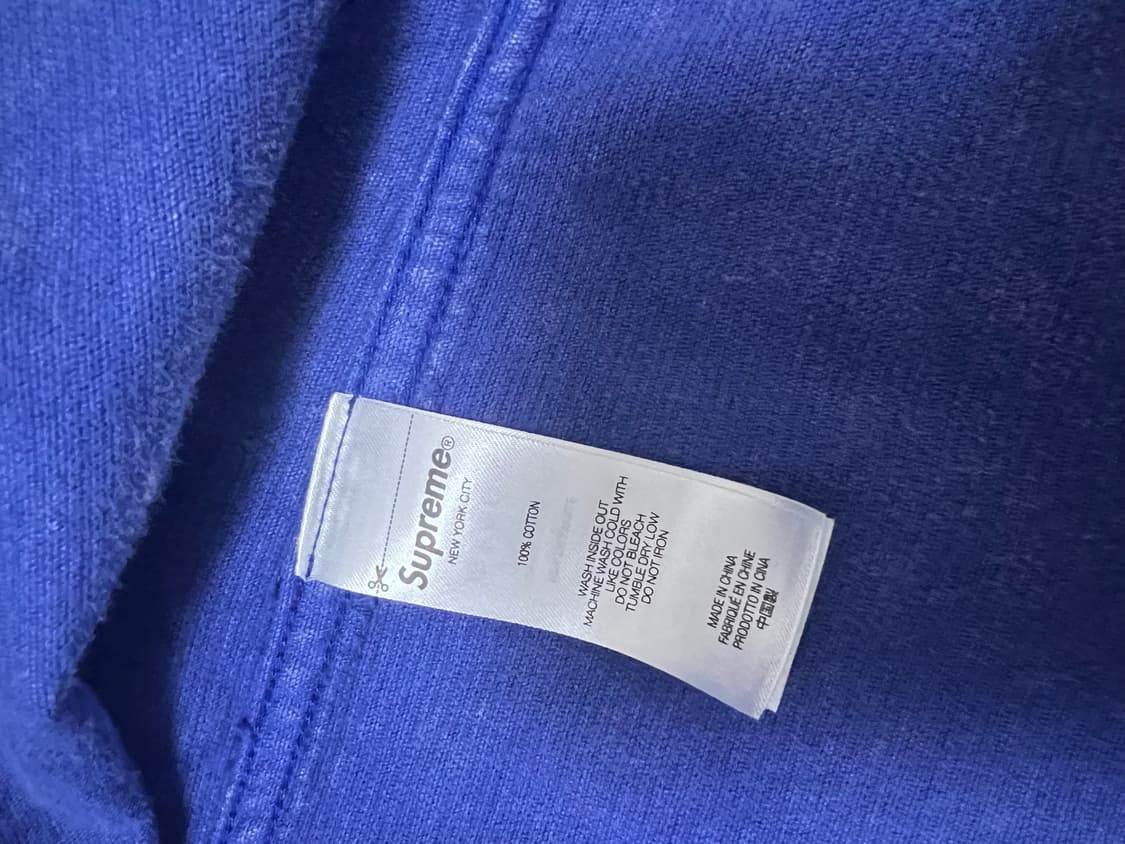 Supreme®
NEW YORK CITY
100% COTTON
WASH INSIDE OUT
MACHINE WASH COLD WITH
LIKE COLORS
DO NOT BLEACH
TUMBLE DRY LOW
DO NOT IRON
MADE IN CHINA
FABRIQUÉ EN CHINE
PRODOTTO IN CINA
中国製